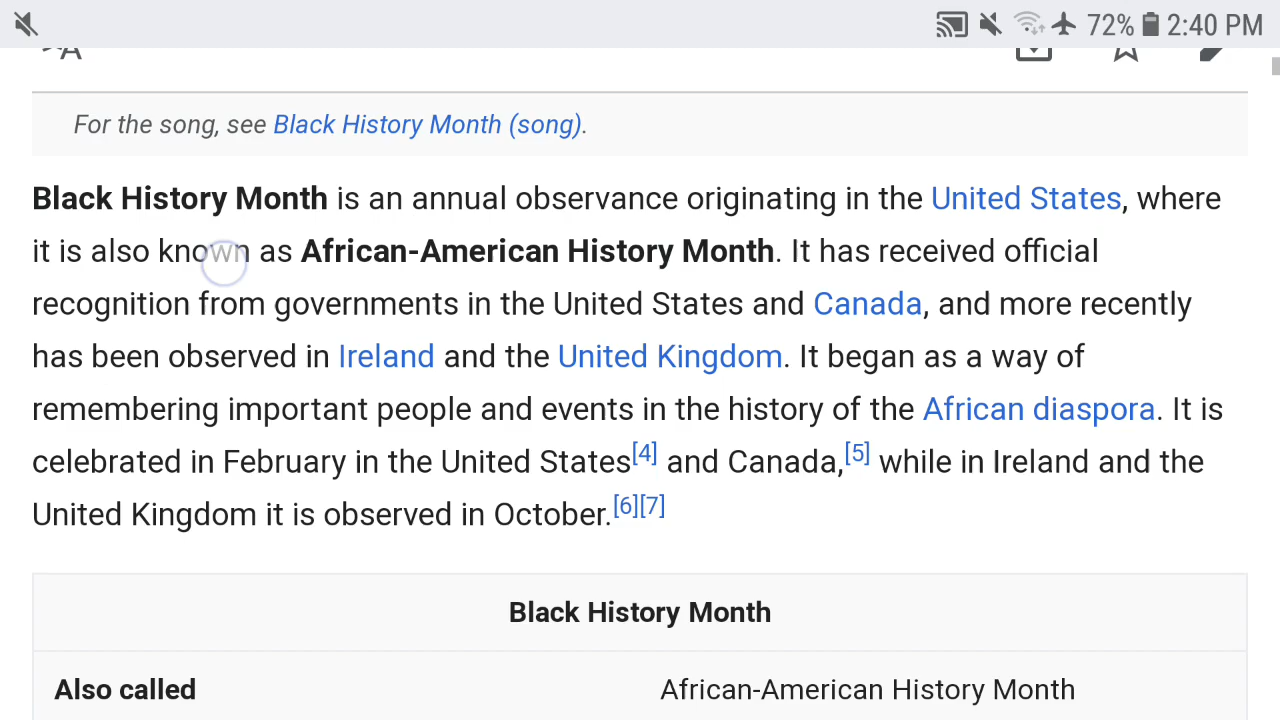 72% 2:40 PM
For the song, see Black History Month (song).
Black History Month is an annual observance originating in the United States, where
it is also known as African-American History Month. It has received official
recognition from governments in the United States and Canada, and more recently
has been observed in Ireland and the United Kingdom. It began as a way of
remembering important people and events in the history of the African diaspora. It is
celebrated in February in the United States[4] and Canada,[5] while in Ireland and the
United Kingdom it is observed in October.[6][7]
Black History Month
Also called African-American History Month